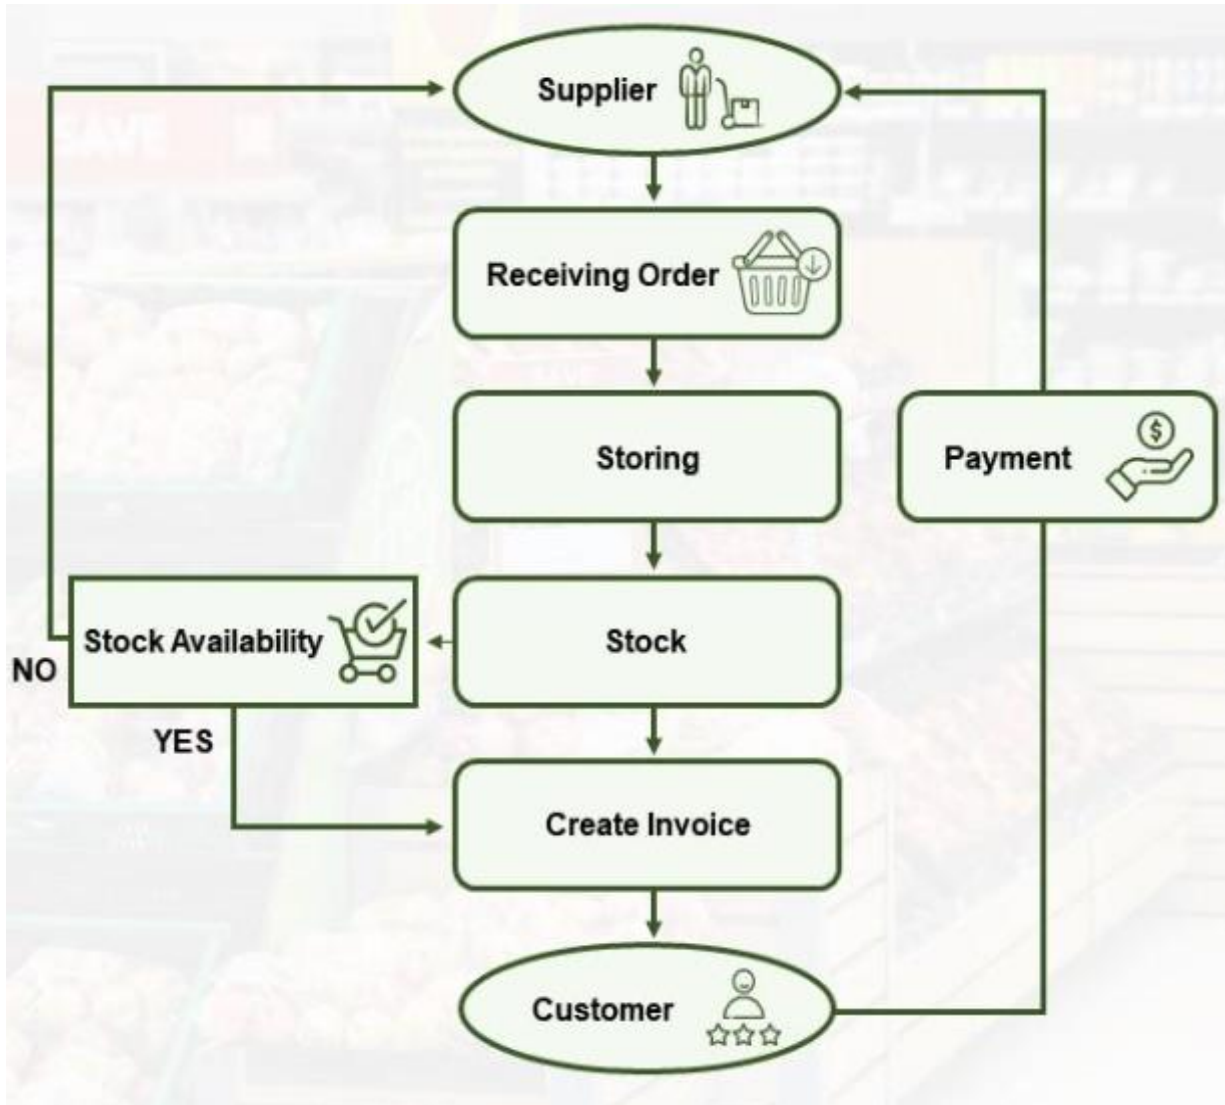 Supplier
Receiving Order
Storing
Payment
Stock Availability
Stock
NO
YES
Create Invoice
Customer